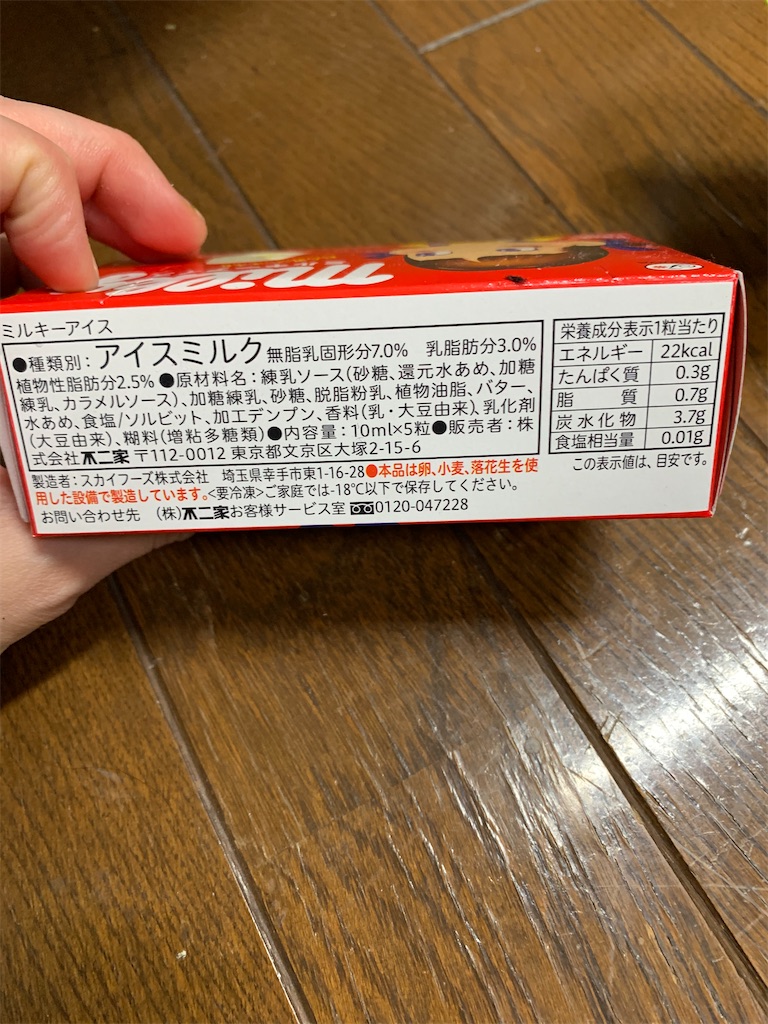 milky
ミルキーアイス
●種類別：アイスミルク 無脂乳固形分7.0% 乳脂肪分3.0%
植物性脂肪分2.5% ●原材料名：練乳ソース(砂糖、還元水あめ、加糖
練乳、カラメルソース)、加糖練乳、砂糖、脱脂粉乳、植物油脂、バター、
水あめ、食塩/ソルビット、加工デンプン、香料(乳・大豆由来)、乳化剤
(大豆由来)、糊料(増粘多糖類)●内容量：10ml×5粒●販売者：株
式会社不二家 〒112-0012 東京都文京区大塚2-15-6
製造者：スカイフーズ株式会社 埼玉県幸手市東1-16-28●本品は卵、小麦、落花生を使
用した設備で製造しています。<要冷凍>ご家庭では-18℃以下で保存してください。
お問い合わせ先 (株)不二家お客様サービス室 0120-047228
栄養成分表示1粒当たり
エネルギー 22kcal
たんぱく質 0.3g
脂質 0.7g
炭水化物 3.7g
食塩相当量 0.01g
この表示値は、目安です。